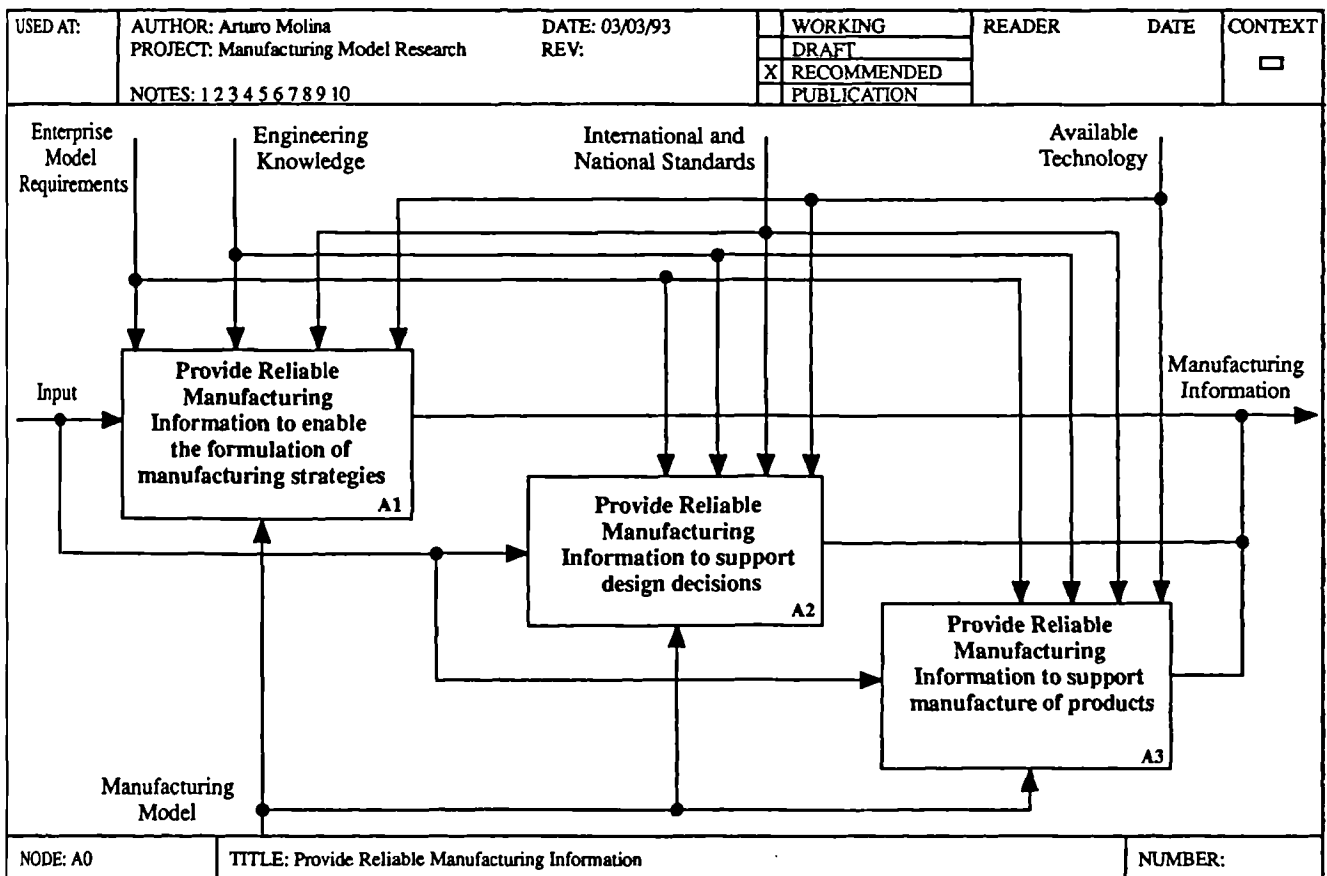 USED AT:
AUTHOR: Arturo Molina
DATE: 03/03/93
PROJECT: Manufacturing Model Research
REV:
NOTES: 1 2 3 4 5 6 7 8 9 10
WORKING
DRAFT
X RECOMMENDED
PUBLICATION
READER
DATE
CONTEXT
Enterprise
Model
Requirements
Engineering
Knowledge
International and
National Standards
Available
Technology
Input
Provide Reliable
Manufacturing
Information to enable
the formulation of
manufacturing strategies
A1
Manufacturing
Information
Provide Reliable
Manufacturing
Information to support
design decisions
A2
Provide Reliable
Manufacturing
Information to support
manufacture of products
A3
Manufacturing
Model
NODE: A0
TITLE: Provide Reliable Manufacturing Information
NUMBER: